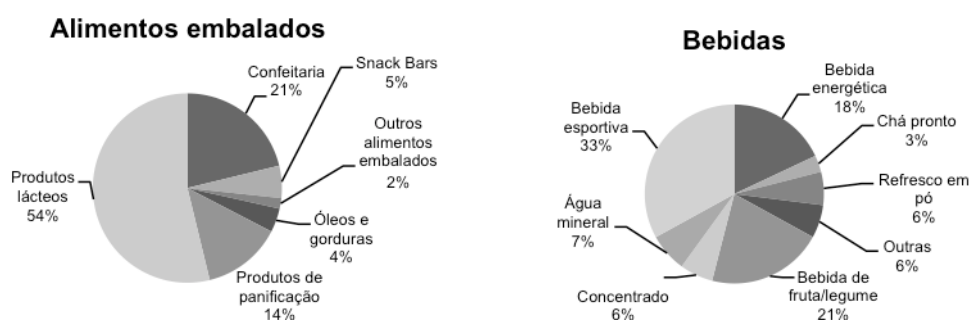 Alimentos embalados
Confeitaria
21%
Snack Bars
5%
Outros
alimentos
embalados
2%
Óleos e
gorduras
4%
Produtos de
panificação
14%
Produtos
lácteos
54%
Bebidas
Bebida
energética
18%
Chá pronto
3%
Refresco em
pó
6%
Outras
6%
Bebida de
fruta/legume
21%
Concentrado
6%
Água
mineral
7%
Bebida
esportiva
33%